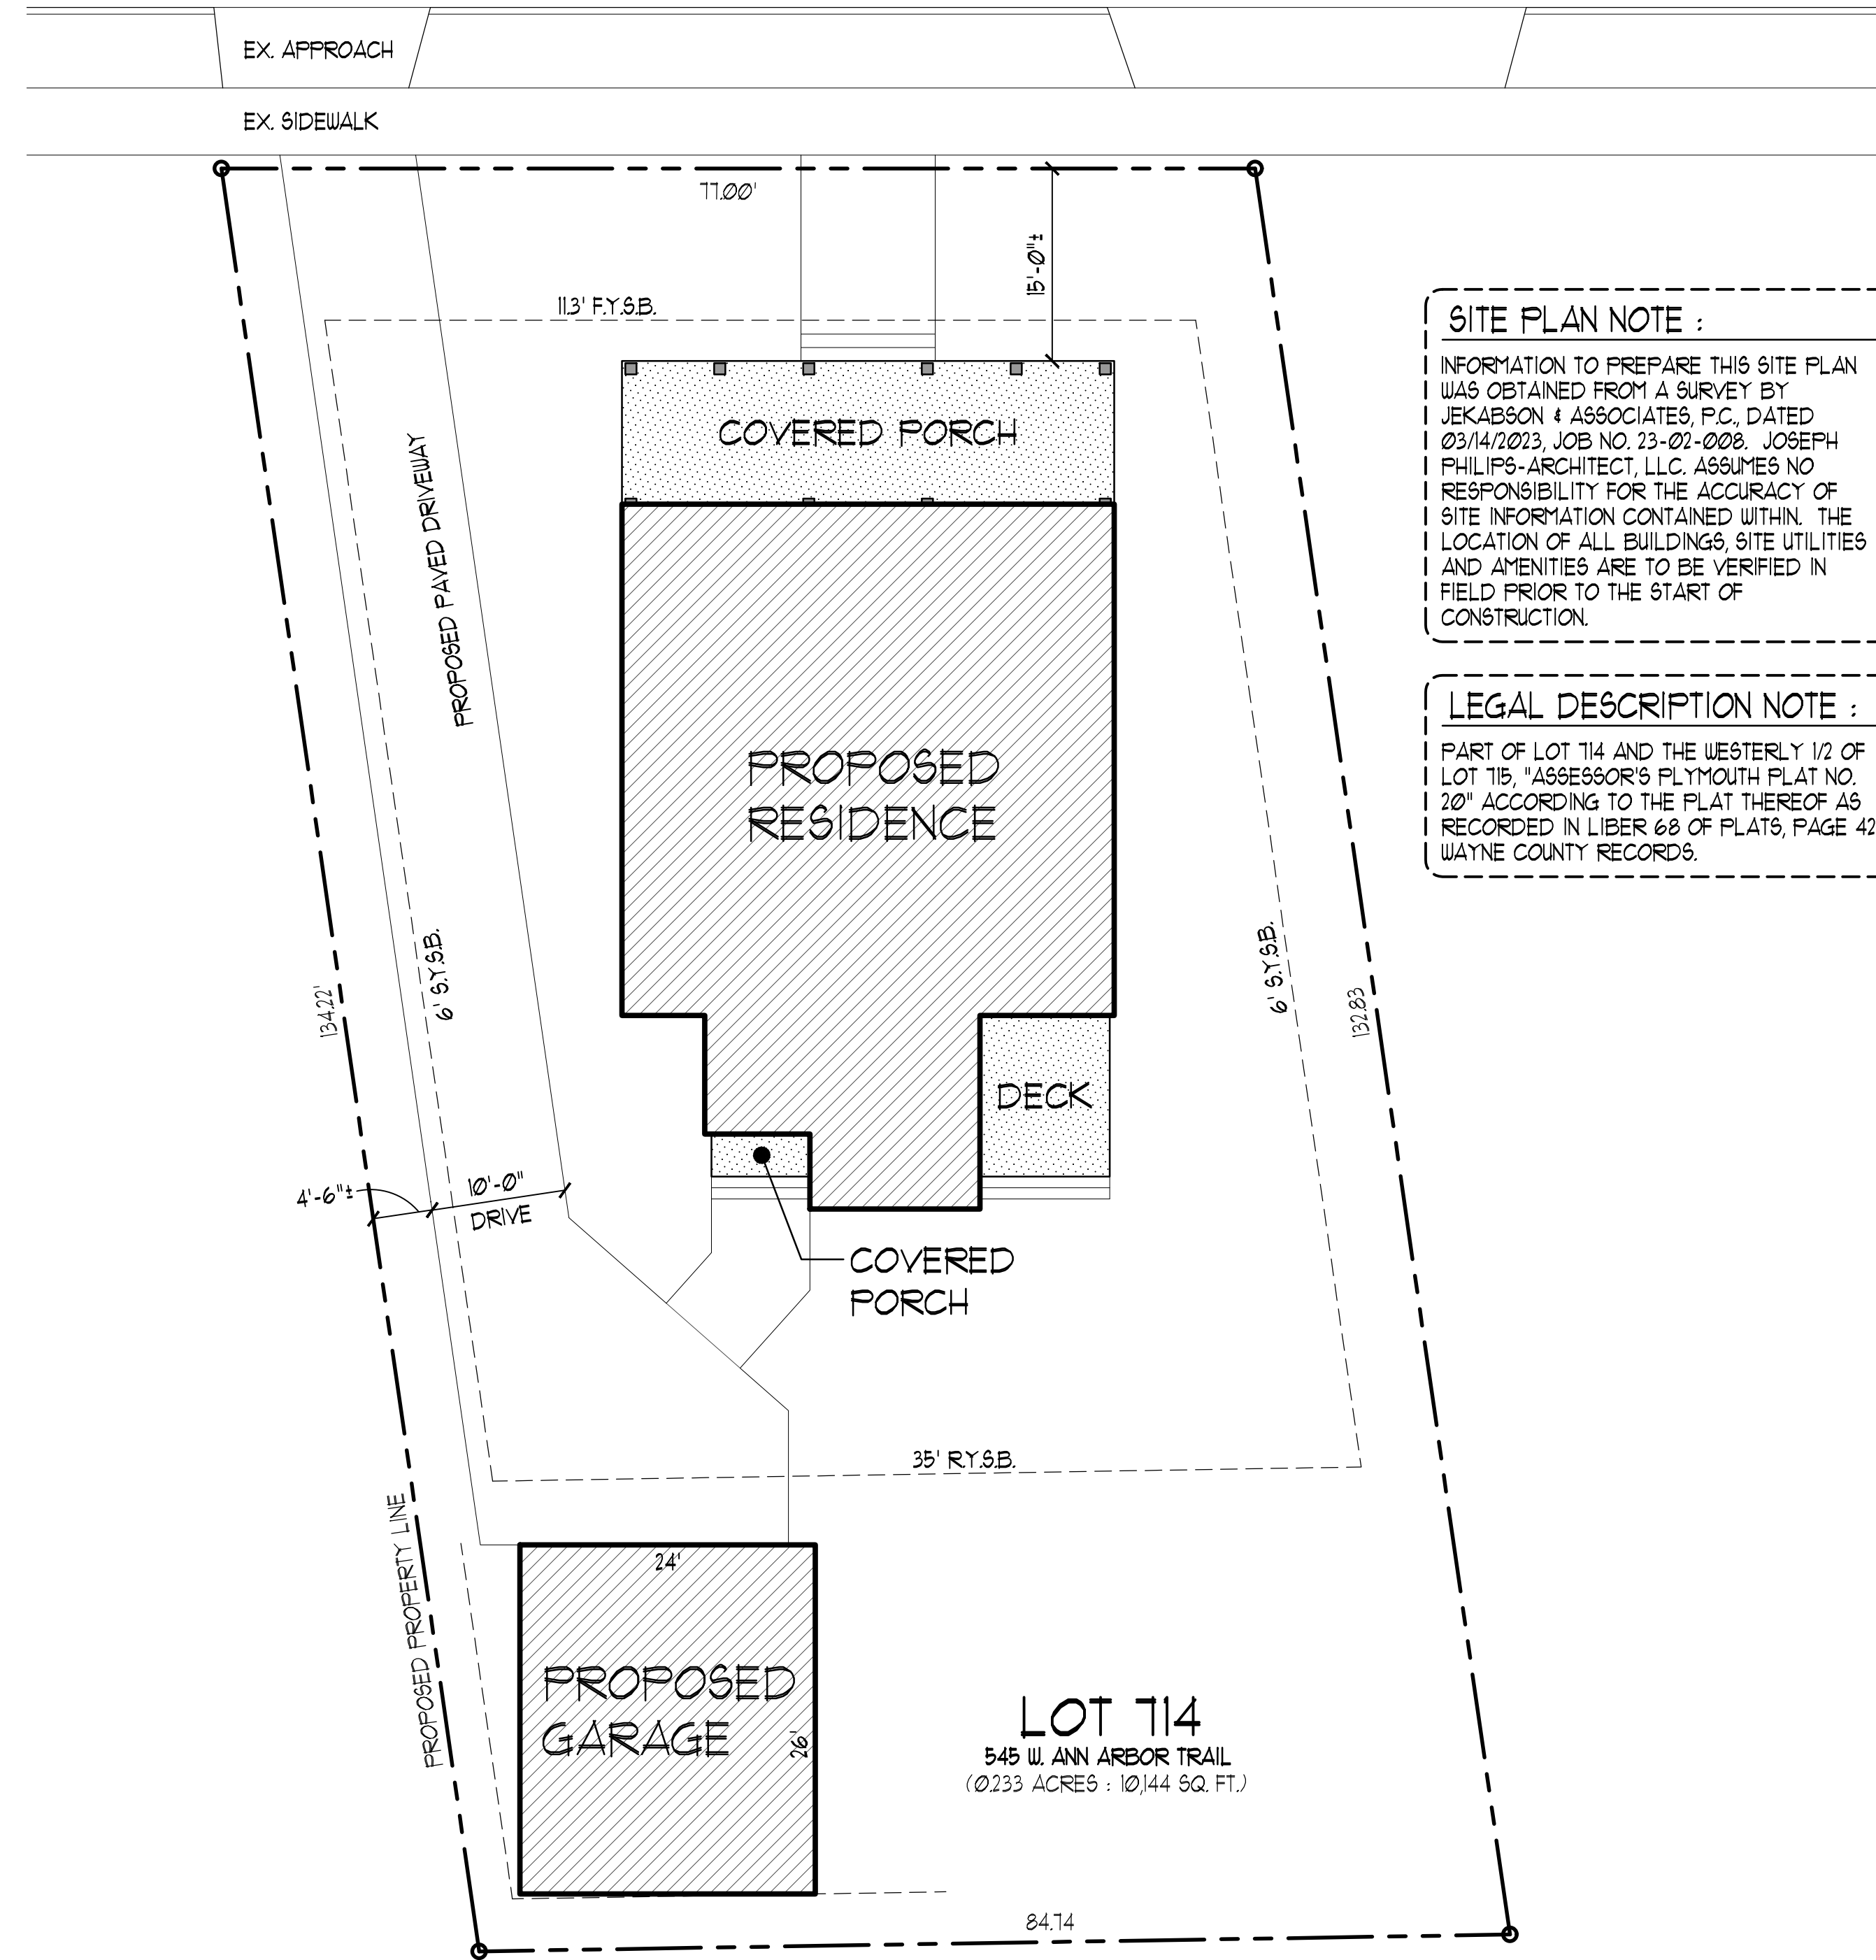 EX. APPROACH
EX. SIDEWALK
77.00'
15'-0"±
11.3' F.Y.S.B.
COVERED PORCH
PROPOSED PAVED DRIVEWAY
PROPOSED
RESIDENCE
6' S.Y.S.B.
6' S.Y.S.B.
134.22'
132.83
DECK
4'-6"±
10'-0"
DRIVE
COVERED
PORCH
35' R.Y.S.B.
PROPOSED PROPERTY LINE
24'
PROPOSED
GARAGE
26'
LOT 714
545 W. ANN ARBOR TRAIL
(0.233 ACRES : 10,144 SQ. FT.)
84.74
SITE PLAN NOTE :
INFORMATION TO PREPARE THIS SITE PLAN
WAS OBTAINED FROM A SURVEY BY
JEKABSON & ASSOCIATES, P.C., DATED
03/14/2023, JOB NO. 23-02-008. JOSEPH
PHILIPS-ARCHITECT, LLC. ASSUMES NO
RESPONSIBILITY FOR THE ACCURACY OF
SITE INFORMATION CONTAINED WITHIN. THE
LOCATION OF ALL BUILDINGS, SITE UTILITIES
AND AMENITIES ARE TO BE VERIFIED IN
FIELD PRIOR TO THE START OF
CONSTRUCTION.
LEGAL DESCRIPTION NOTE :
PART OF LOT 714 AND THE WESTERLY 1/2 OF
LOT 715, "ASSESSOR'S PLYMOUTH PLAT NO.
20" ACCORDING TO THE PLAT THEREOF AS
RECORDED IN LIBER 68 OF PLATS, PAGE 42
WAYNE COUNTY RECORDS.